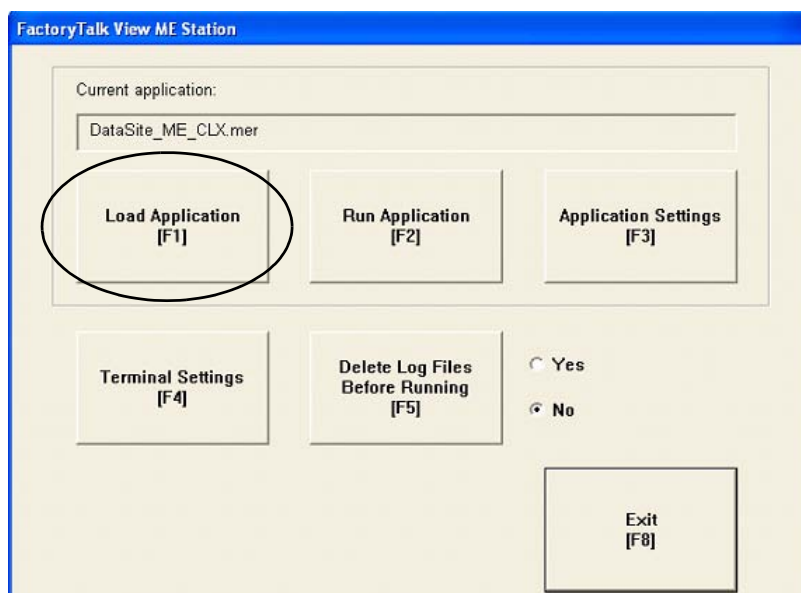 FactoryTalk View ME Station
Current application:
DataSite_ME_CLX.mer
Load Application
[F1]
Run Application
[F2]
Application Settings
[F3]
Terminal Settings
[F4]
Delete Log Files
Before Running
[F5]
Yes
No
Exit
[F8]